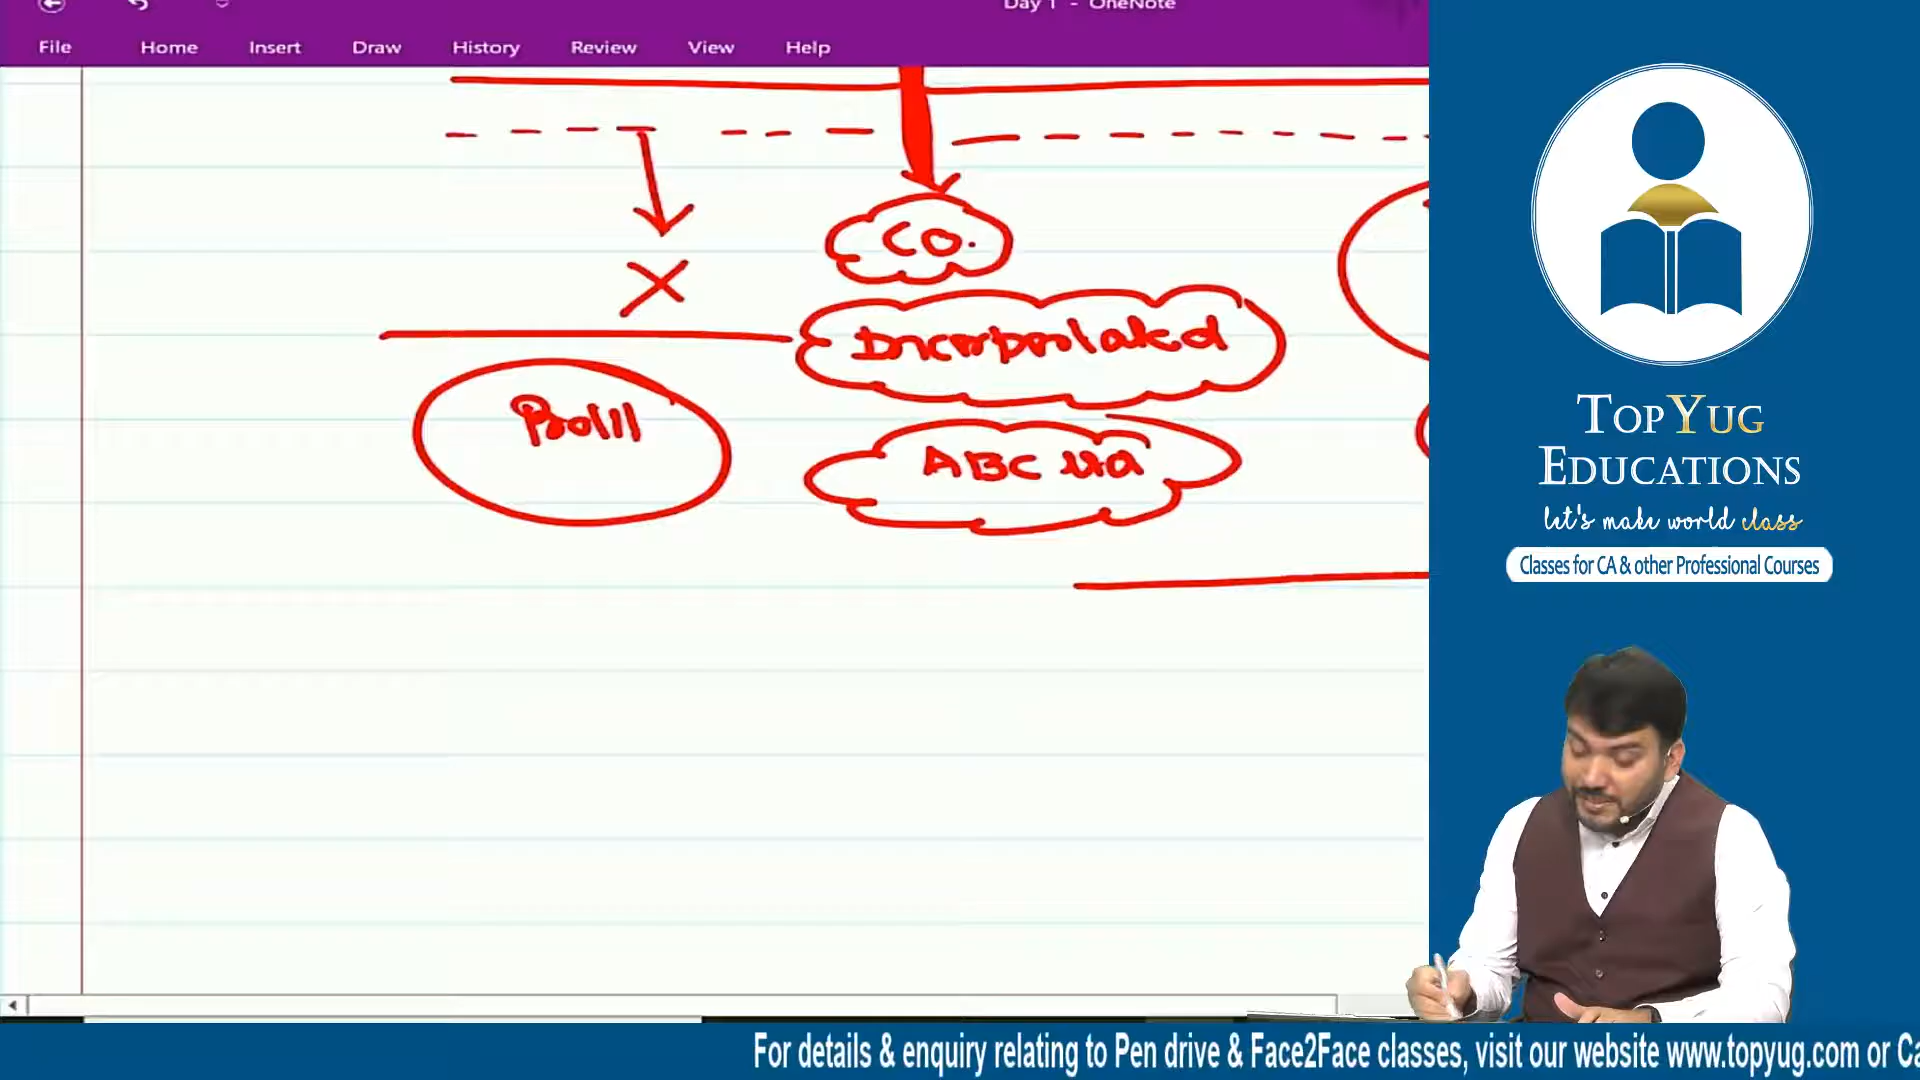 Day 1 - OneNote
File Home Insert Draw History Review View Help
CO.
Incorporated
ABC Ltd
TOPYUG
EDUCATIONS
let's make world class
Classes for CA & other Professional Courses
For details & enquiry relating to Pen drive & Face2Face classes, visit our website www.topyug.com or Ca